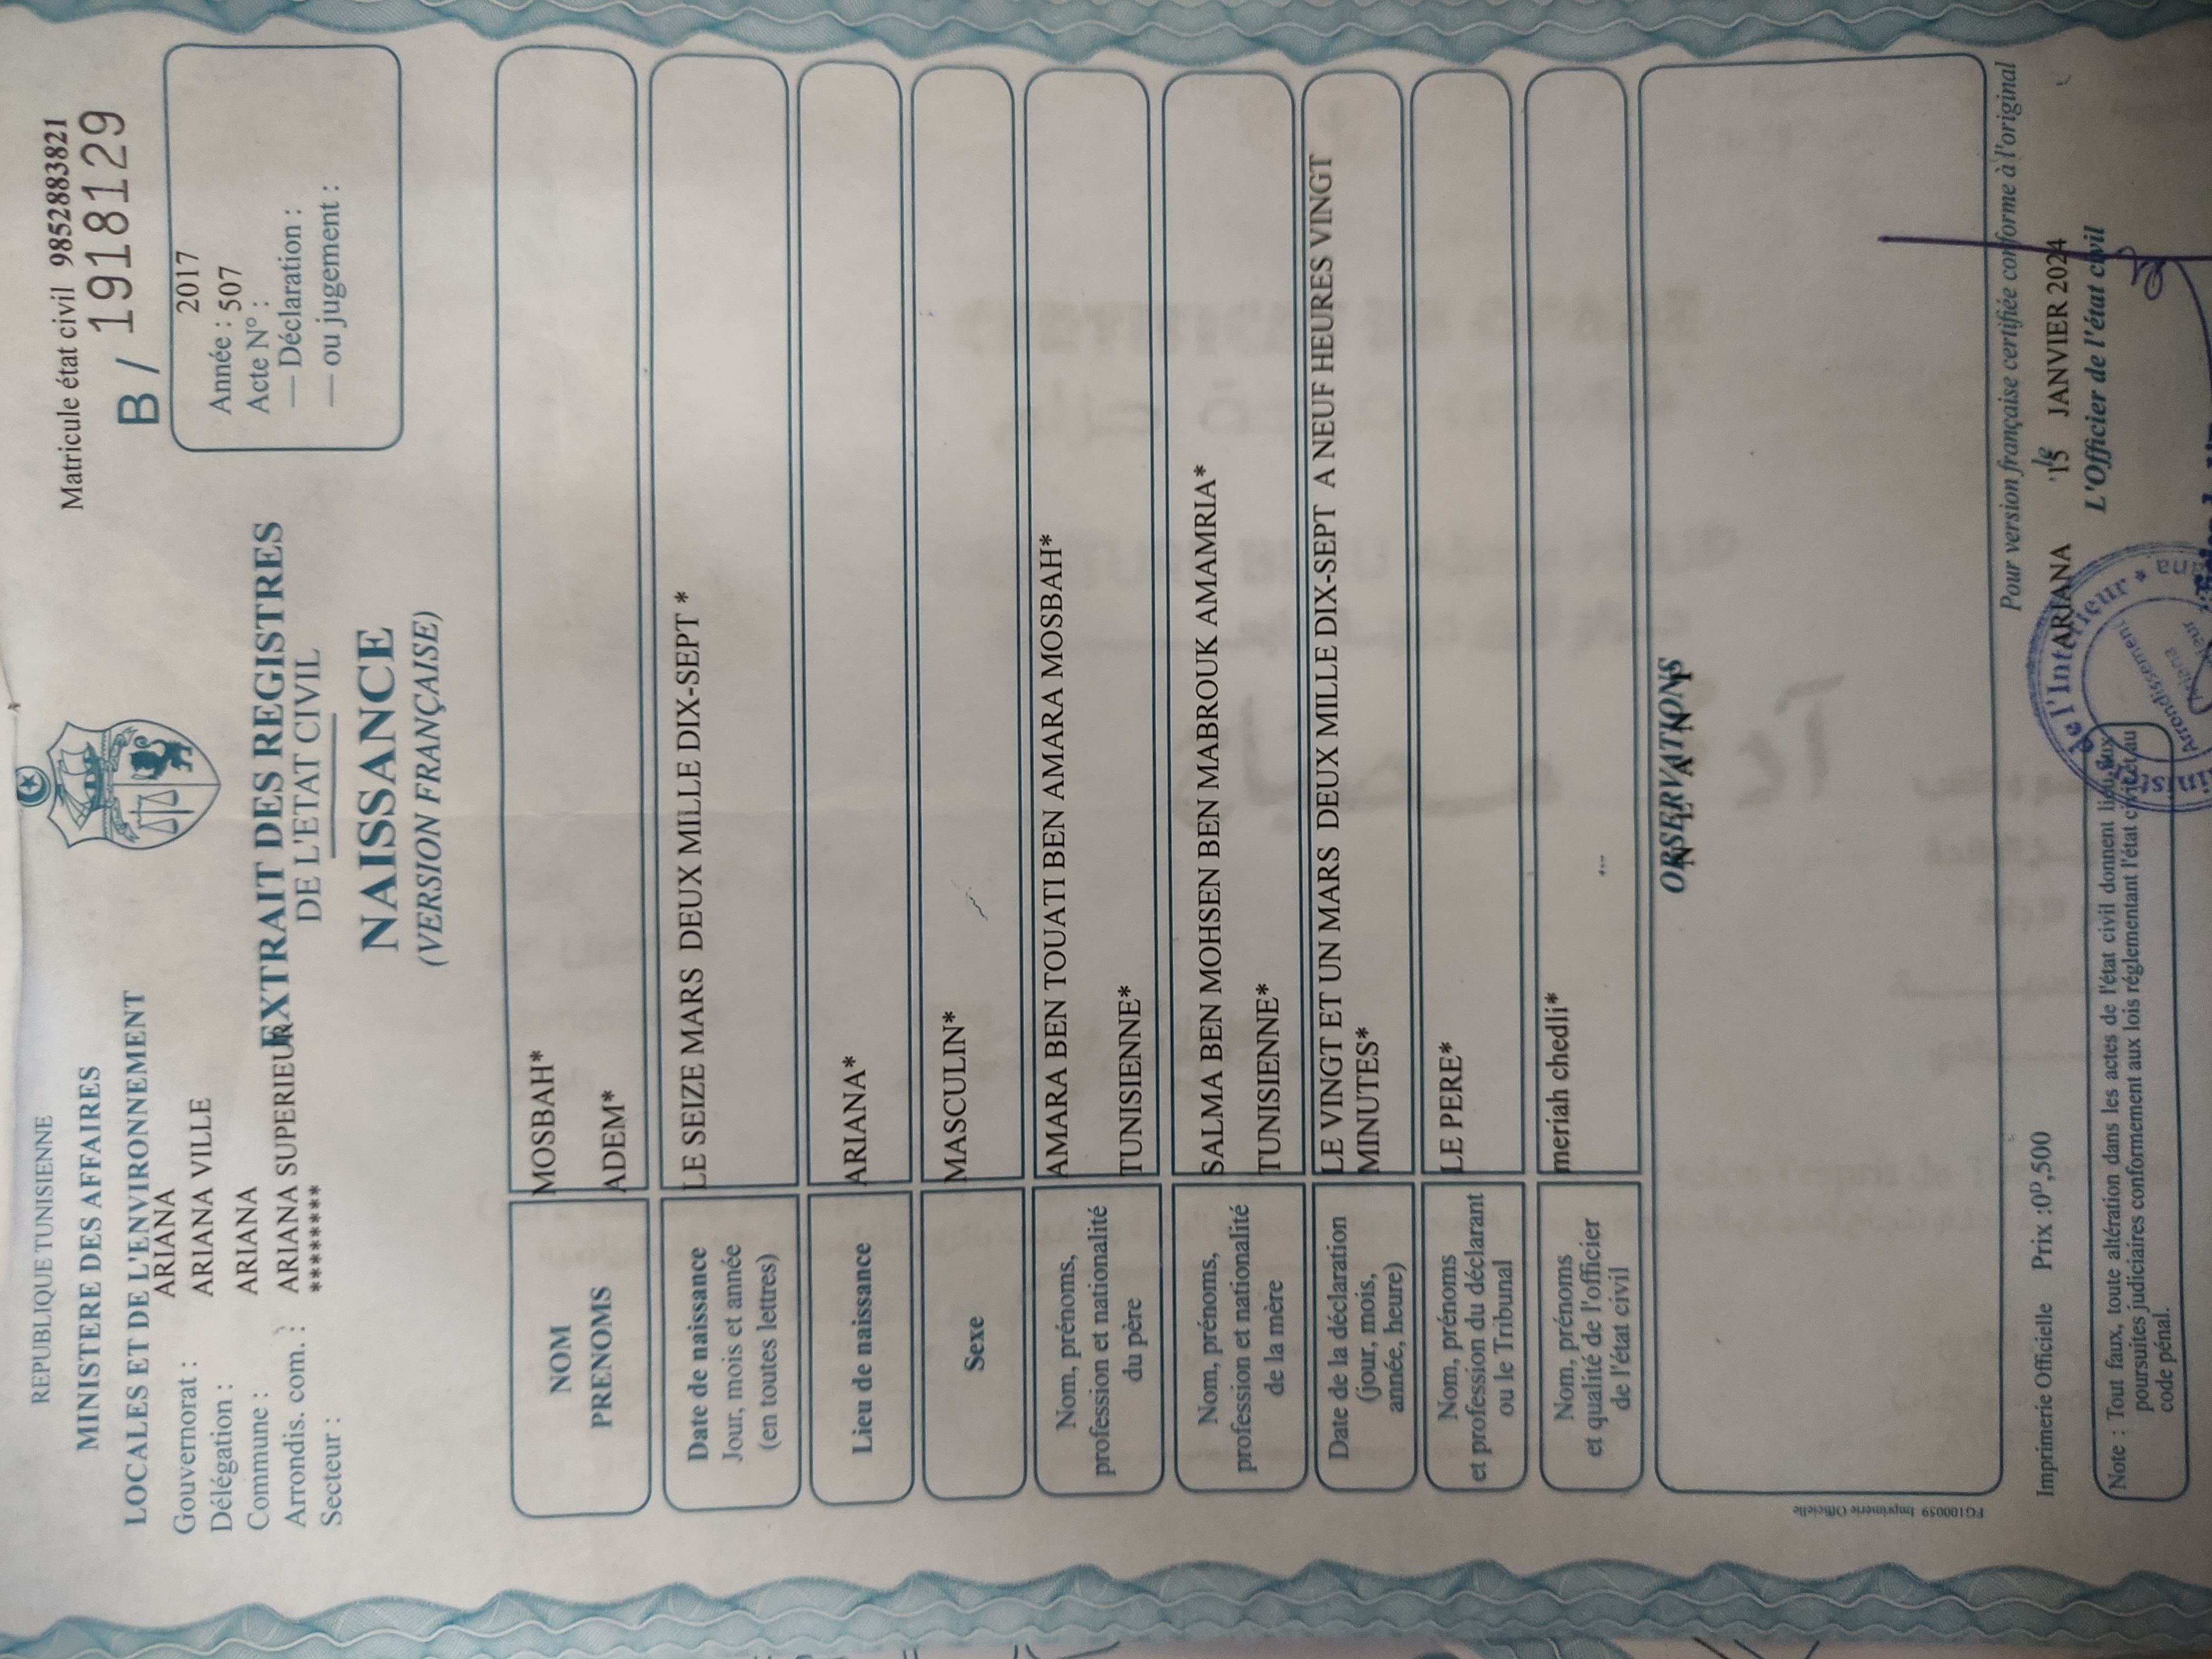 REPUBLIQUE TUNISIENNE
MINISTERE DES AFFAIRES
LOCALES ET DE L'ENVIRONNEMENT
Gouvernorat : ARIANA
Délégation : ARIANA VILLE
Commune : ARIANA
Arrondis. com. : ARIANA SUPERIEUR
Secteur : ********
EXTRAIT DES REGISTRES
DE L'ETAT CIVIL
NAISSANCE
(VERSION FRANÇAISE)
Matricule état civil 98528883821
B / 1918129
2017
Année : 507
Acte N° :
— Déclaration :
— ou jugement :
NOM MOSBAH*
PRENOMS ADEM*
Date de naissance
Jour, mois et année
(en toutes lettres)
LE SEIZE MARS DEUX MILLE DIX-SEPT *
Lieu de naissance ARIANA*
Sexe MASCULIN*
Nom, prénoms,
profession et nationalité
du père
AMARA BEN TOUATI BEN AMARA MOSBAH*
TUNISIENNE*
Nom, prénoms,
profession et nationalité
de la mère
SALMA BEN MOHSEN BEN MABROUK AMAMRIA*
TUNISIENNE*
Date de la déclaration
(jour, mois,
année, heure)
LE VINGT ET UN MARS DEUX MILLE DIX-SEPT A NEUF HEURES VINGT
MINUTES*
Nom, prénoms
et profession du déclarant
ou le Tribunal
LE PERE*
Nom, prénoms
et qualité de l'officier
de l'état civil
meriah chedli*
OBSERVATIONS
FG100059 Imprimerie Officielle
Pour version française certifiée conforme à l'original
Imprimerie Officielle Prix :0ᴰ,500
ARIANA le 15 JANVIER 2024
L'Officier de l'état civil
de l'Intérieur *
Arrondissement
Note : Tout faux, toute altération dans les actes de l'état civil donnent lieu aux
poursuites judiciaires conformement aux lois réglementant l'état civil et au
code pénal.